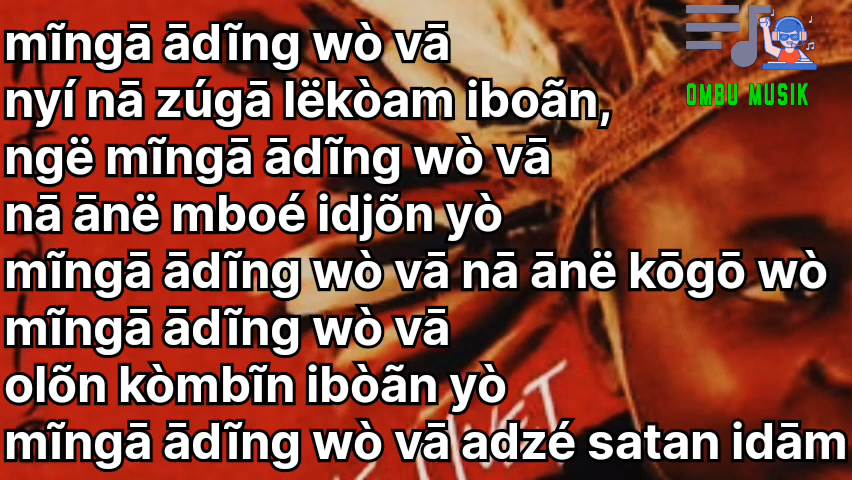 mĩngā ādĩng wò vā
nyí nā zúgā lëkòam iboãn,
ngë mĩngā ādĩng wò vā
nā ānë mboé idjõn yò
mĩngā ādĩng wò vā nā ānë kōgō wò
mĩngā ādĩng wò vā
olõn kòmbĩn ibòãn yò
mĩngā ādĩng wò vā adzé satan idām
OMBU MUSIK